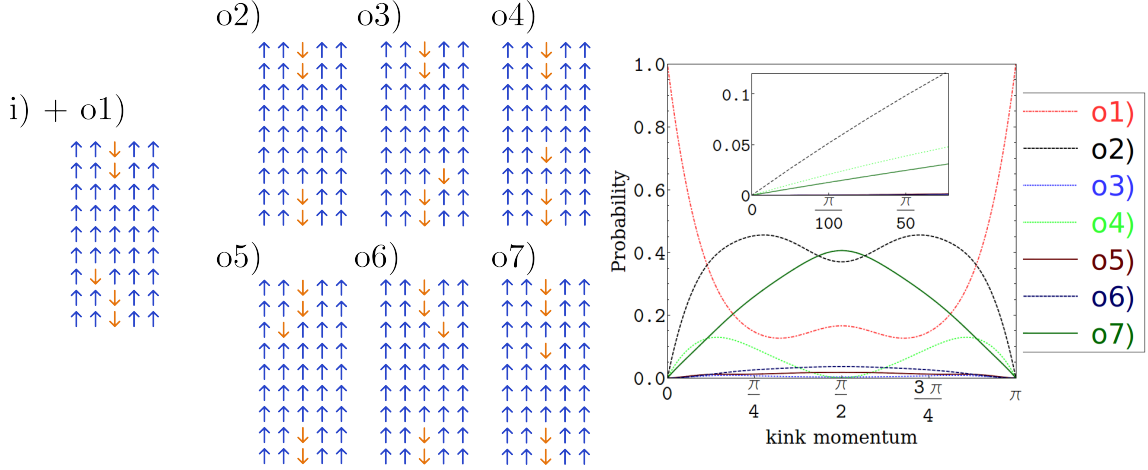 i) + o1)
o2)
o3)
o4)
o5)
o6)
o7)
Probability
1.0
0.8
0.6
0.4
0.2
0.0
0
π/4
π/2
3 π/4
π
kink momentum
0.1
0.05
0
0
π/100
π/50
o1)
o2)
o3)
o4)
o5)
o6)
o7)